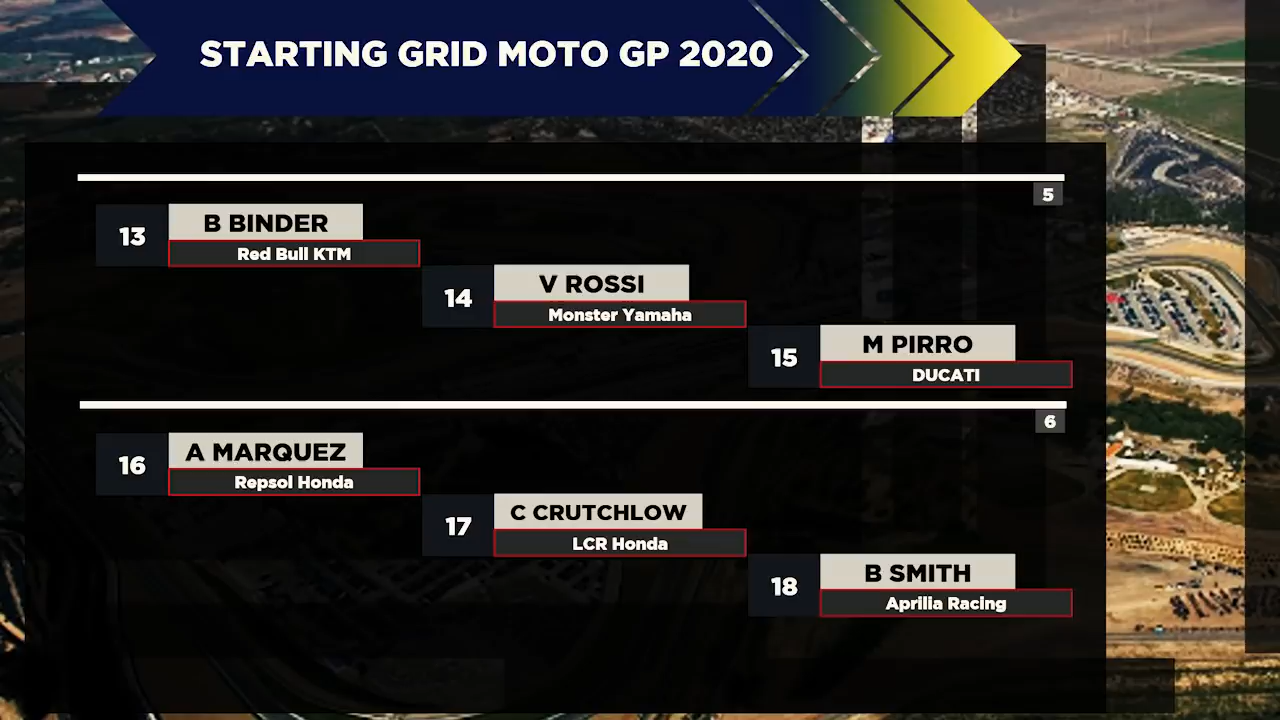 STARTING GRID MOTO GP 2020
5
13
B BINDER
Red Bull KTM
14
V ROSSI
Monster Yamaha
15
M PIRRO
DUCATI
6
16
A MARQUEZ
Repsol Honda
17
C CRUTCHLOW
LCR Honda
18
B SMITH
Aprilia Racing